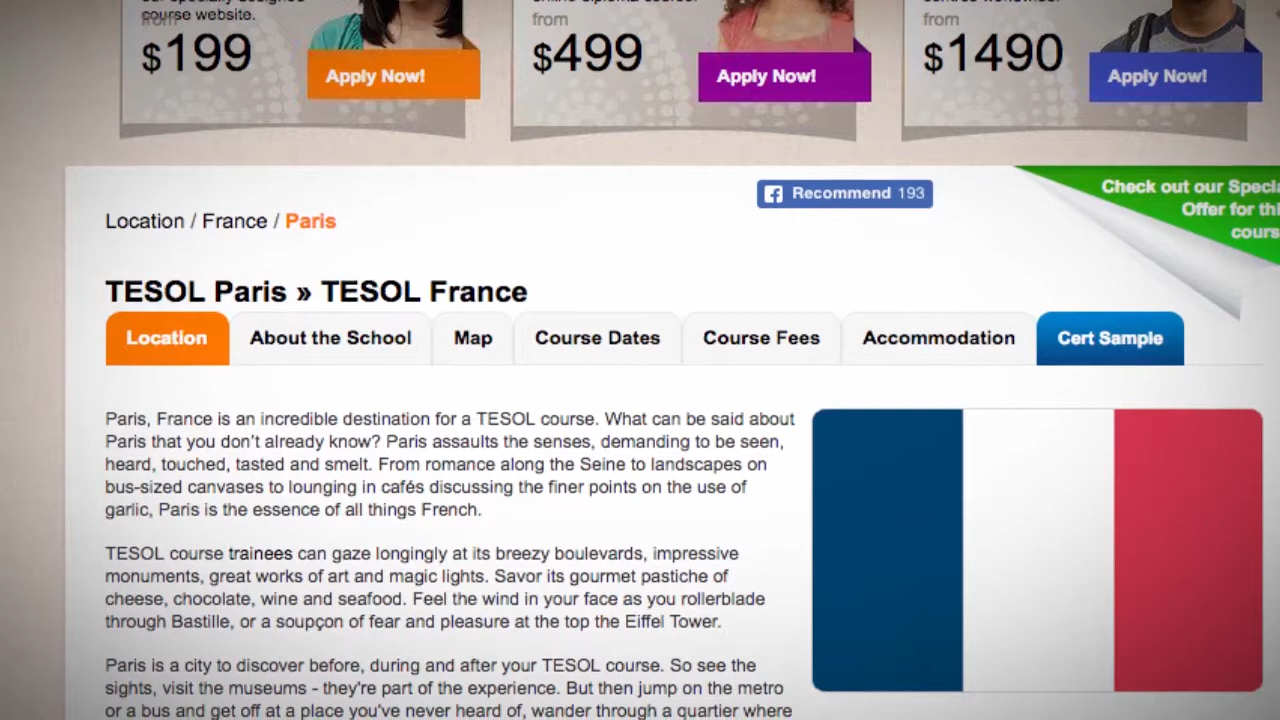 course website.
from
from
from
$199
$499
$1490
Apply Now!
Apply Now!
Apply Now!
Recommend 193
Check out our Specia
Offer for thi
cours
Location / France / Paris
TESOL Paris » TESOL France
Location
About the School
Map
Course Dates
Course Fees
Accommodation
Cert Sample
Paris, France is an incredible destination for a TESOL course. What can be said about
Paris that you don't already know? Paris assaults the senses, demanding to be seen,
heard, touched, tasted and smelt. From romance along the Seine to landscapes on
bus-sized canvases to lounging in cafés discussing the finer points on the use of
garlic, Paris is the essence of all things French.
TESOL course trainees can gaze longingly at its breezy boulevards, impressive
monuments, great works of art and magic lights. Savor its gourmet pastiche of
cheese, chocolate, wine and seafood. Feel the wind in your face as you rollerblade
through Bastille, or a soupçon of fear and pleasure at the top the Eiffel Tower.
Paris is a city to discover before, during and after your TESOL course. So see the
sights, visit the museums - they're part of the experience. But then jump on the metro
or a bus and get off at a place you've never heard of, wander through a quartier where